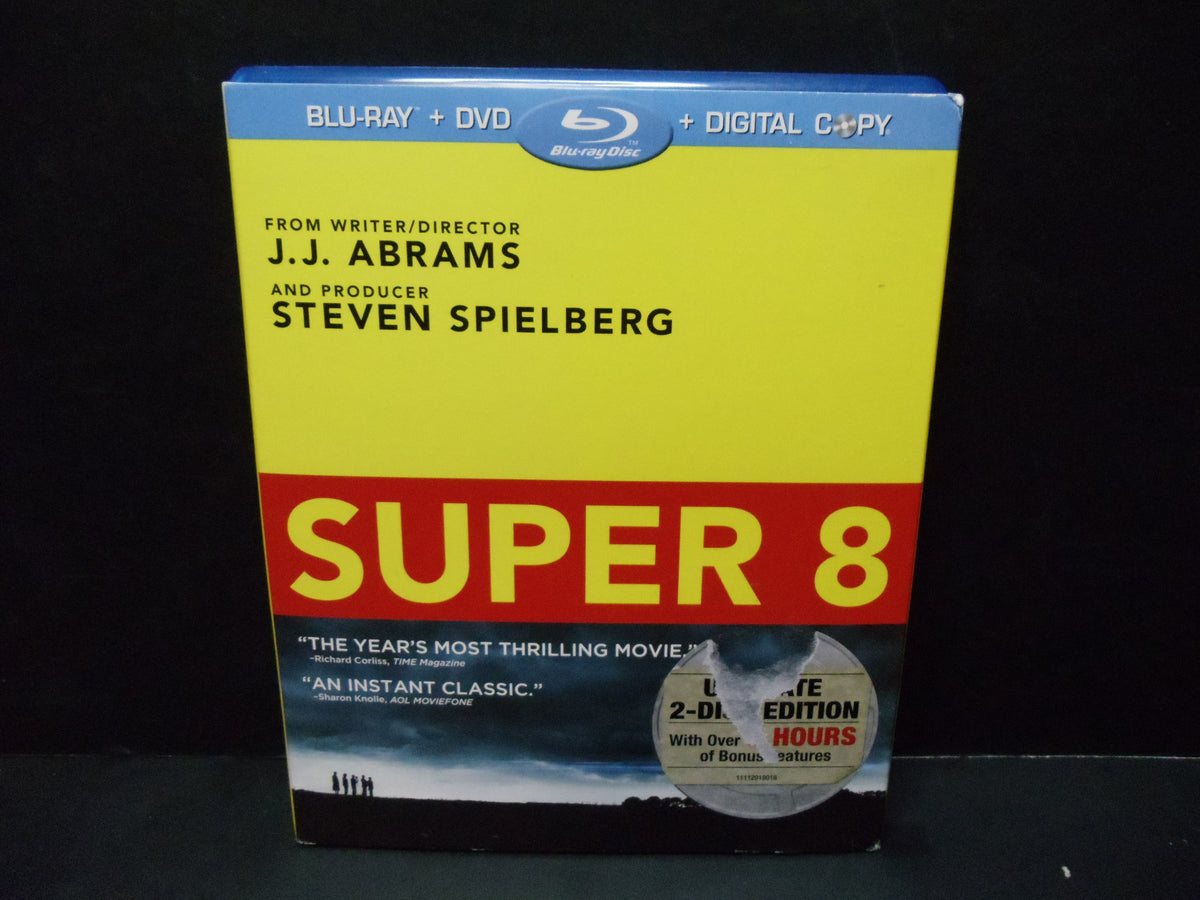 BLU-RAY™ + DVD Blu-ray Disc™ + DIGITAL COPY
FROM WRITER/DIRECTOR
J.J. ABRAMS
AND PRODUCER
STEVEN SPIELBERG
SUPER 8
“THE YEAR’S MOST THRILLING MOVIE.”
–Richard Corliss, TIME Magazine
“AN INSTANT CLASSIC.”
–Sharon Knolle, AOL MOVIEFONE
EDITION
With Over HOURS
of Bonus